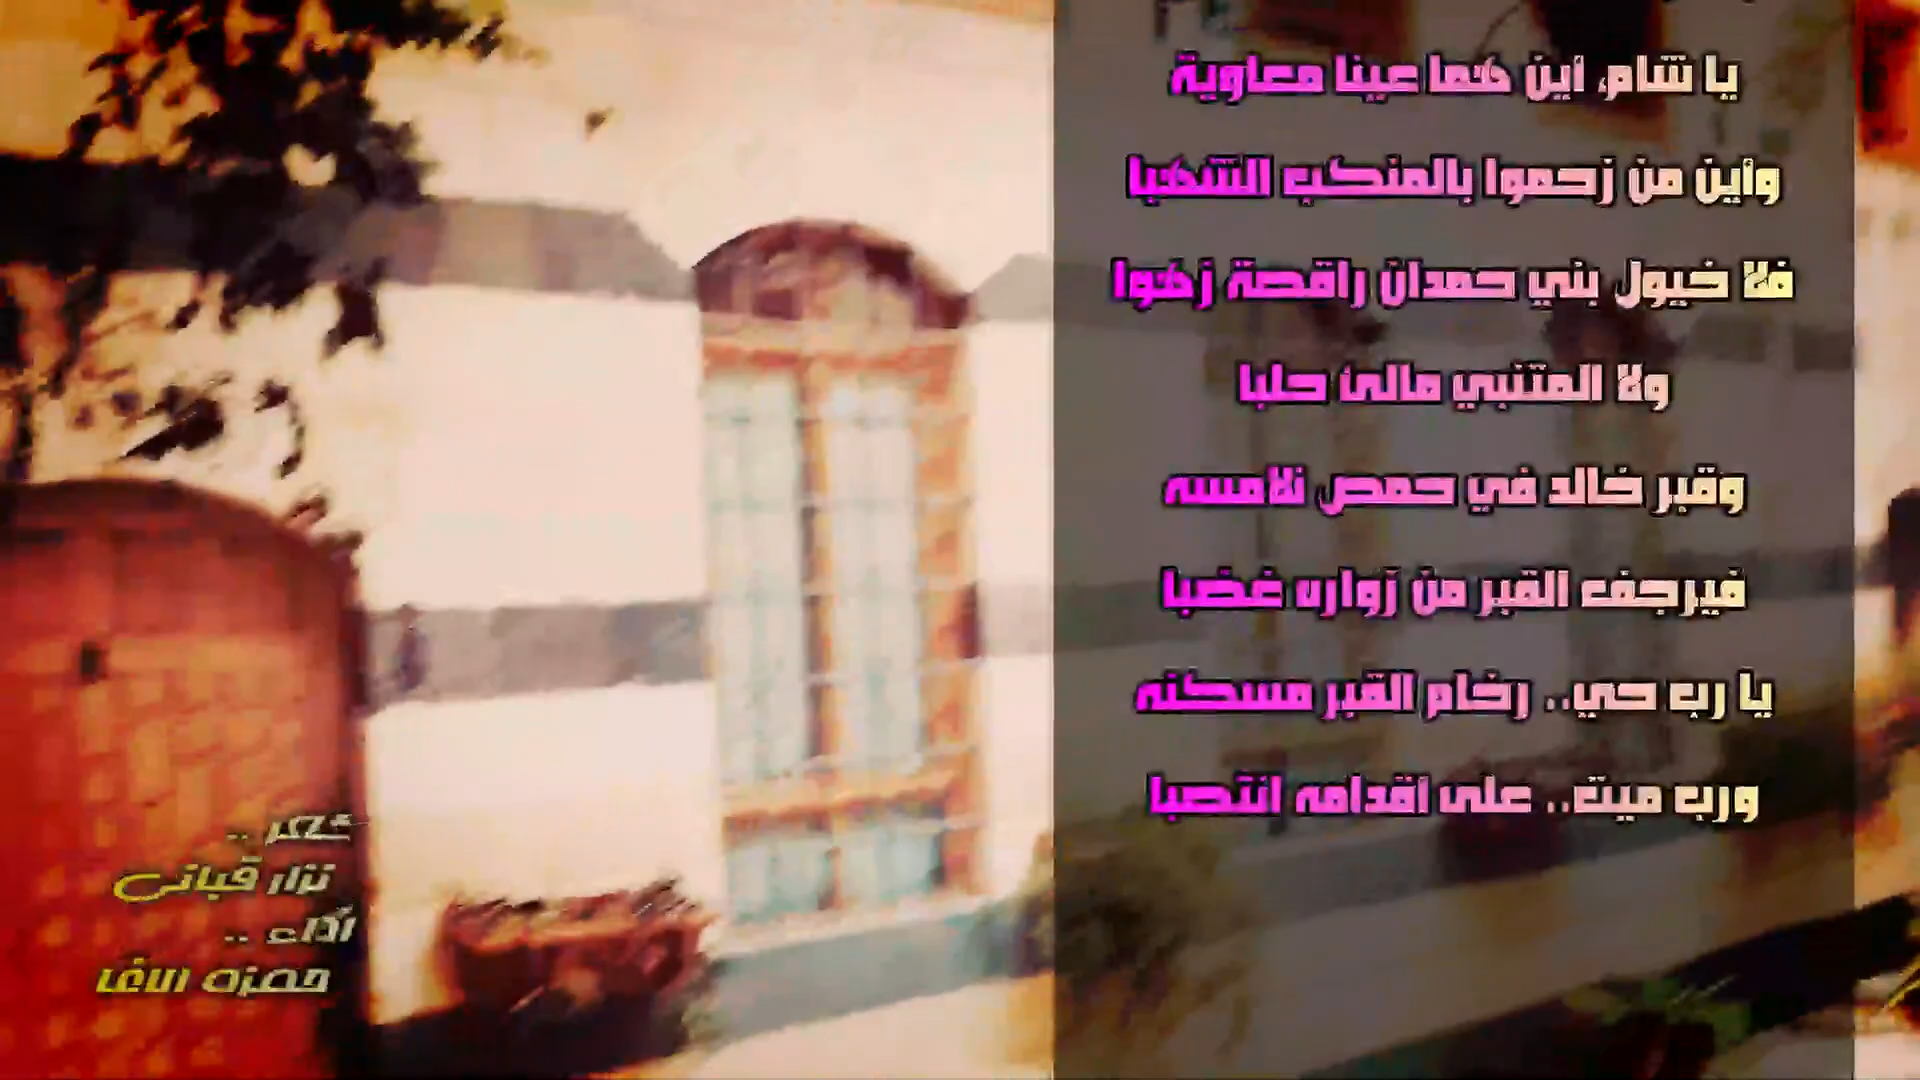 يا شام، أين هما عينا معاوية
وأين من زحموا بالمنكب الشهبا
فلا خيول بني حمدان راقصة زهوا
ولا المتنبي مالئ حلبا
وقبر خالد في حمص نلامسه
فيرجف القبر من زواره غضبا
يا رب حي.. رخام القبر مسكنه
ورب ميت.. على أقدامه انتصبا
شعر ..
نزار قباني
أداء ..
الاغا